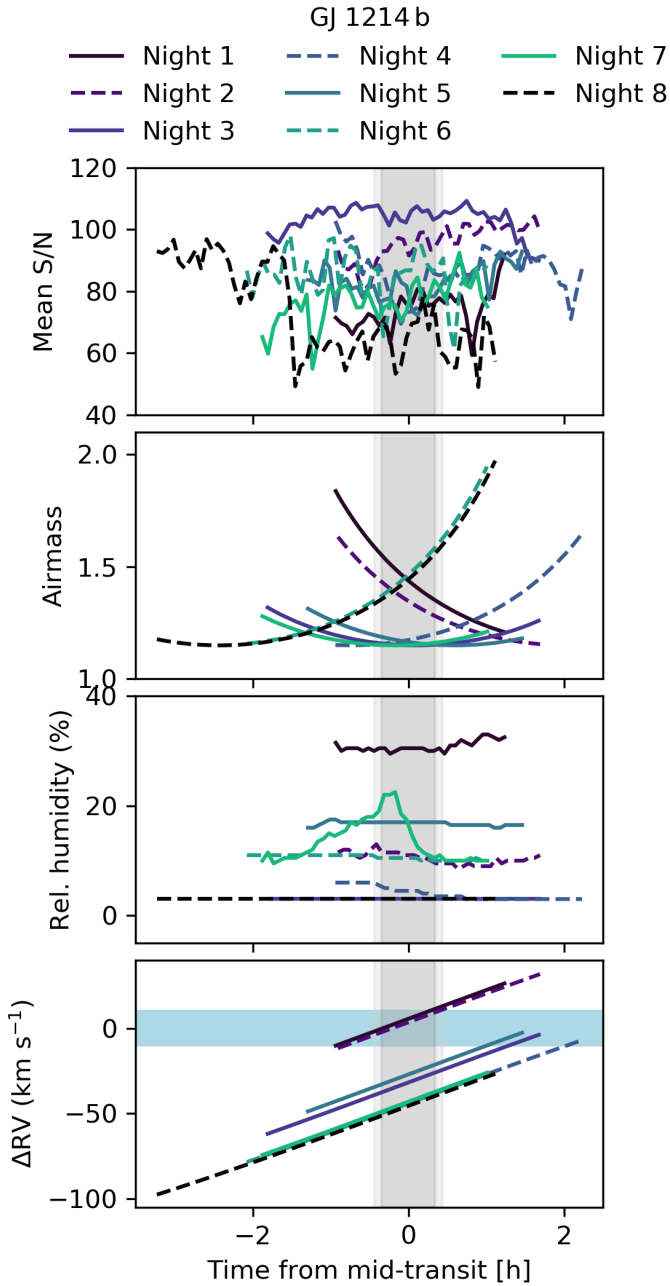 GJ 1214 b
Night 1 Night 4 Night 7
Night 2 Night 5 Night 8
Night 3 Night 6
120
100
80
60
40
Mean S/N
2.0
1.5
1.0
Airmass
40
20
0
Rel. humidity (%)
0
−50
−100
ΔRV (km s⁻¹)
−2 0 2
Time from mid-transit [h]